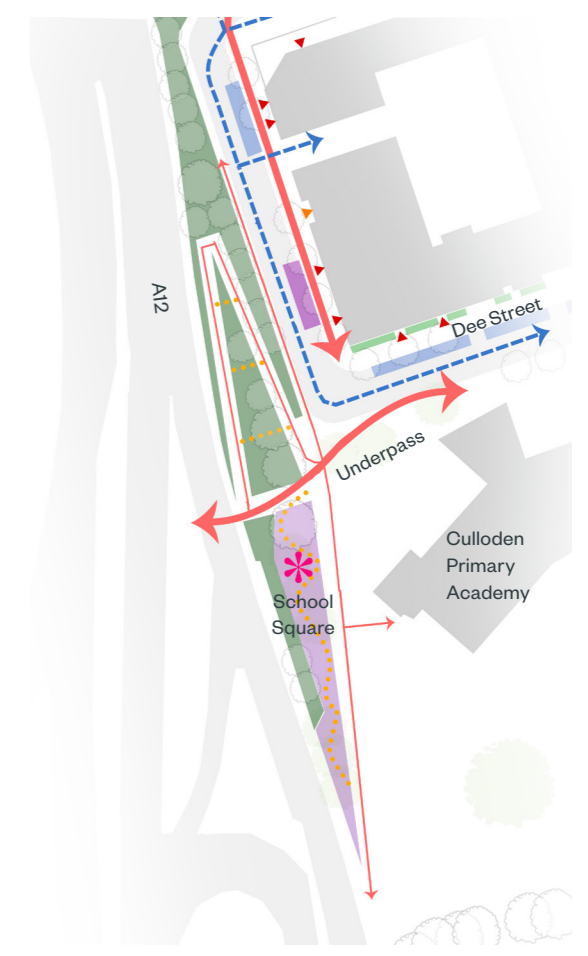 A12
Dee Street
Underpass
Culloden
Primary
Academy
School
Square